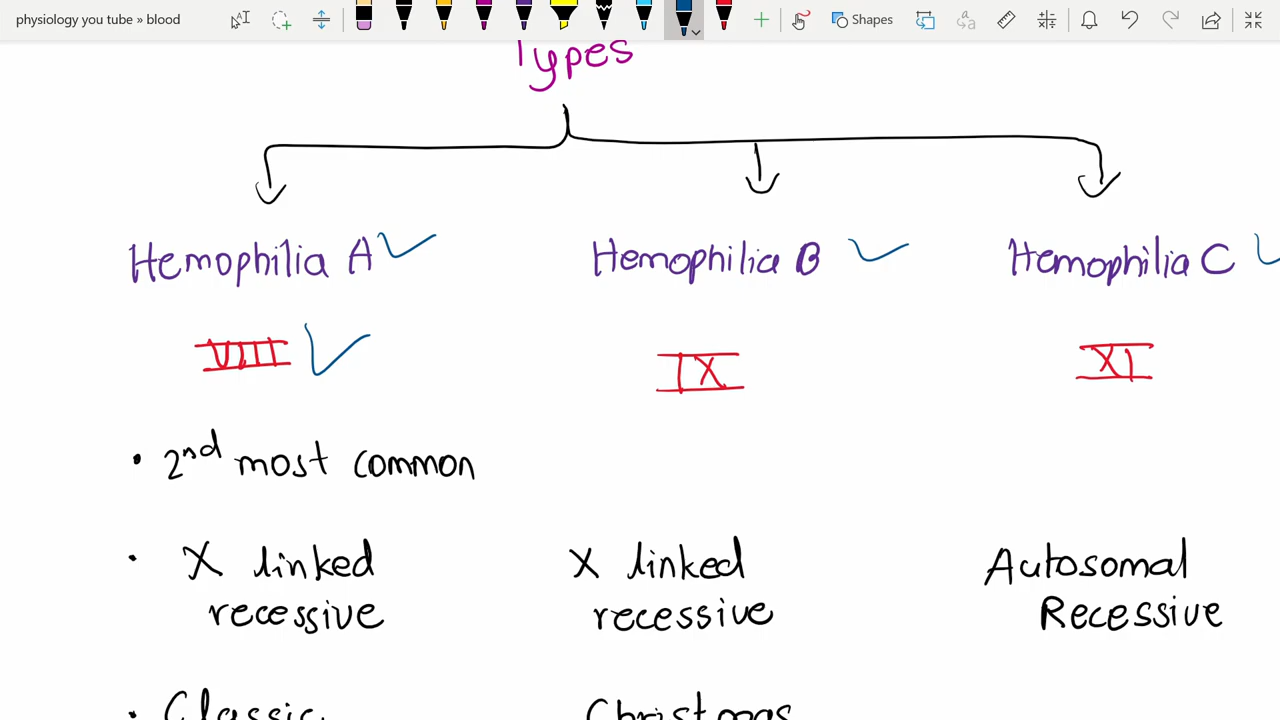 physiology you tube » blood
Shapes
Types
Hemophilia A Hemophilia B Hemophilia C
VIII IX XI
• 2nd most common
• X linked recessive
X linked recessive
Autosomal Recessive
• Classic
Christmas